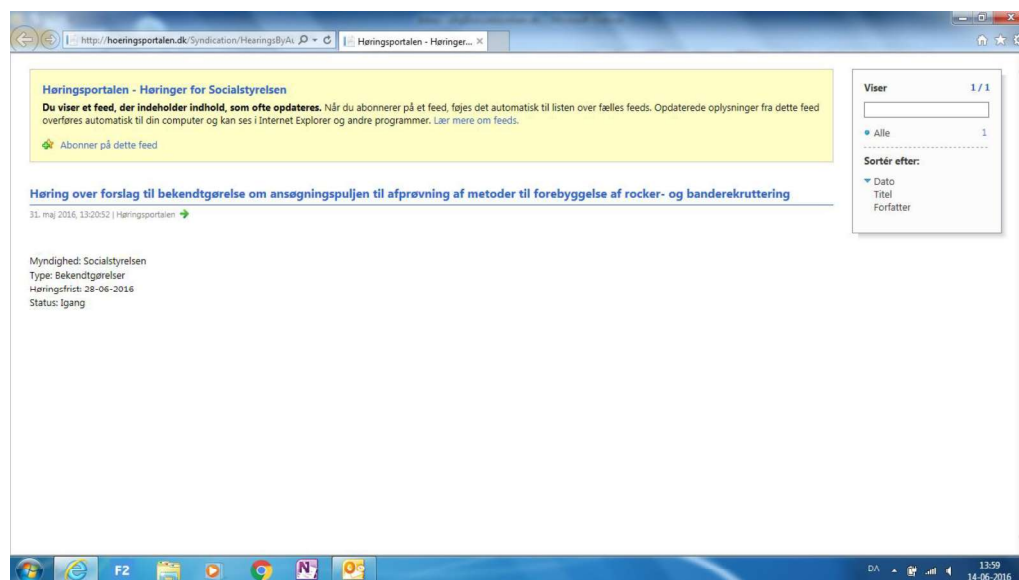 http://hoeringsportalen.dk/Syndication/HearingsByAu
Høringsportalen - Høringer...
Høringsportalen - Høringer for Socialstyrelsen
Du viser et feed, der indeholder indhold, som ofte opdateres. Når du abonnerer på et feed, føjes det automatisk til listen over fælles feeds. Opdaterede oplysninger fra dette feed
overføres automatisk til din computer og kan ses i Internet Explorer og andre programmer. Lær mere om feeds.
Abonner på dette feed
Høring over forslag til bekendtgørelse om ansøgningspuljen til afprøvning af metoder til forebyggelse af rocker- og banderekruttering
31. maj 2016, 13:20:52 | Høringsportalen
Myndighed: Socialstyrelsen
Type: Bekendtgørelser
Høringsfrist: 28-06-2016
Status: Igang
Viser 1 / 1
Alle 1
Sortér efter:
Dato
Titel
Forfatter
F2
DA
13:59
14-06-2016